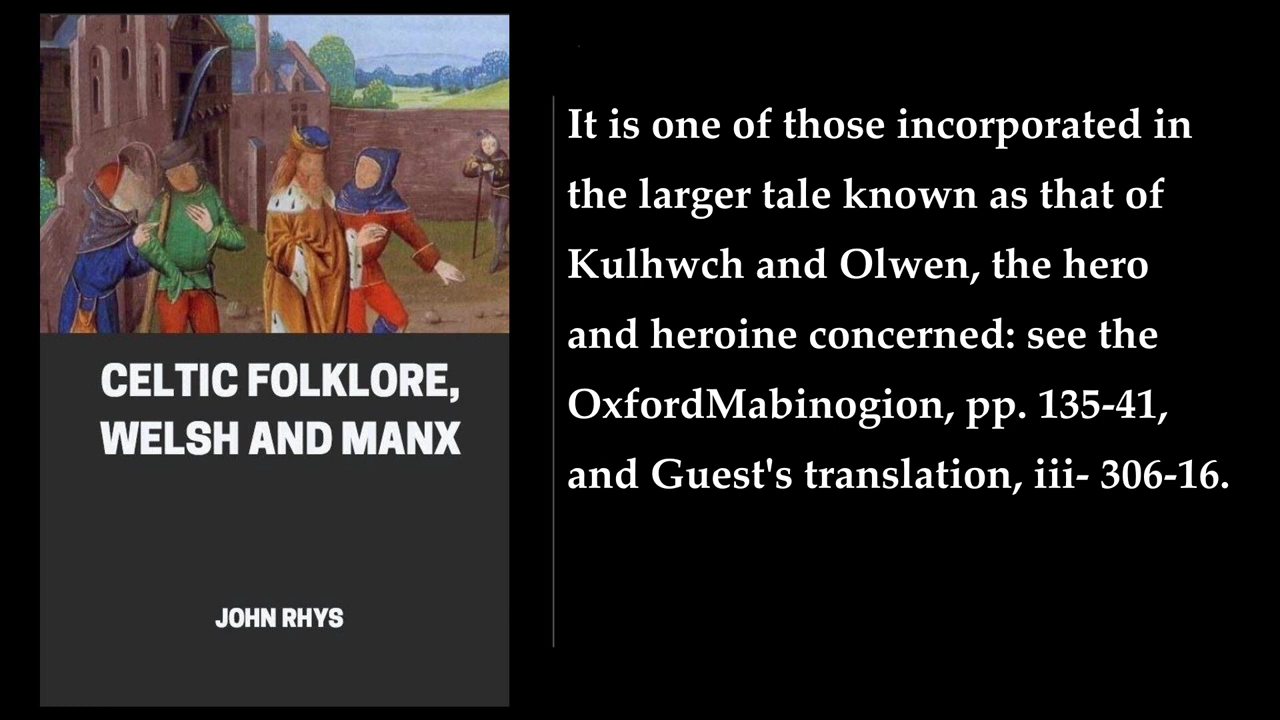 CELTIC FOLKLORE,
WELSH AND MANX
JOHN RHYS
It is one of those incorporated in
the larger tale known as that of
Kulhwch and Olwen, the hero
and heroine concerned: see the
OxfordMabinogion, pp. 135-41,
and Guest's translation, iii- 306-16.